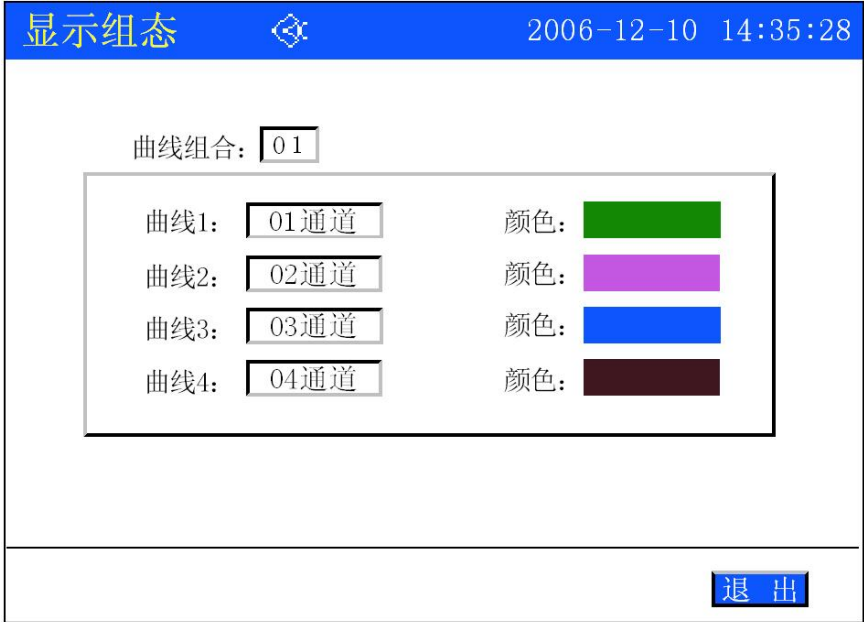 显示组态 2006-12-10 14:35:28
曲线组合： 01
曲线1： 01通道 颜色：
曲线2： 02通道 颜色：
曲线3： 03通道 颜色：
曲线4： 04通道 颜色：
退 出